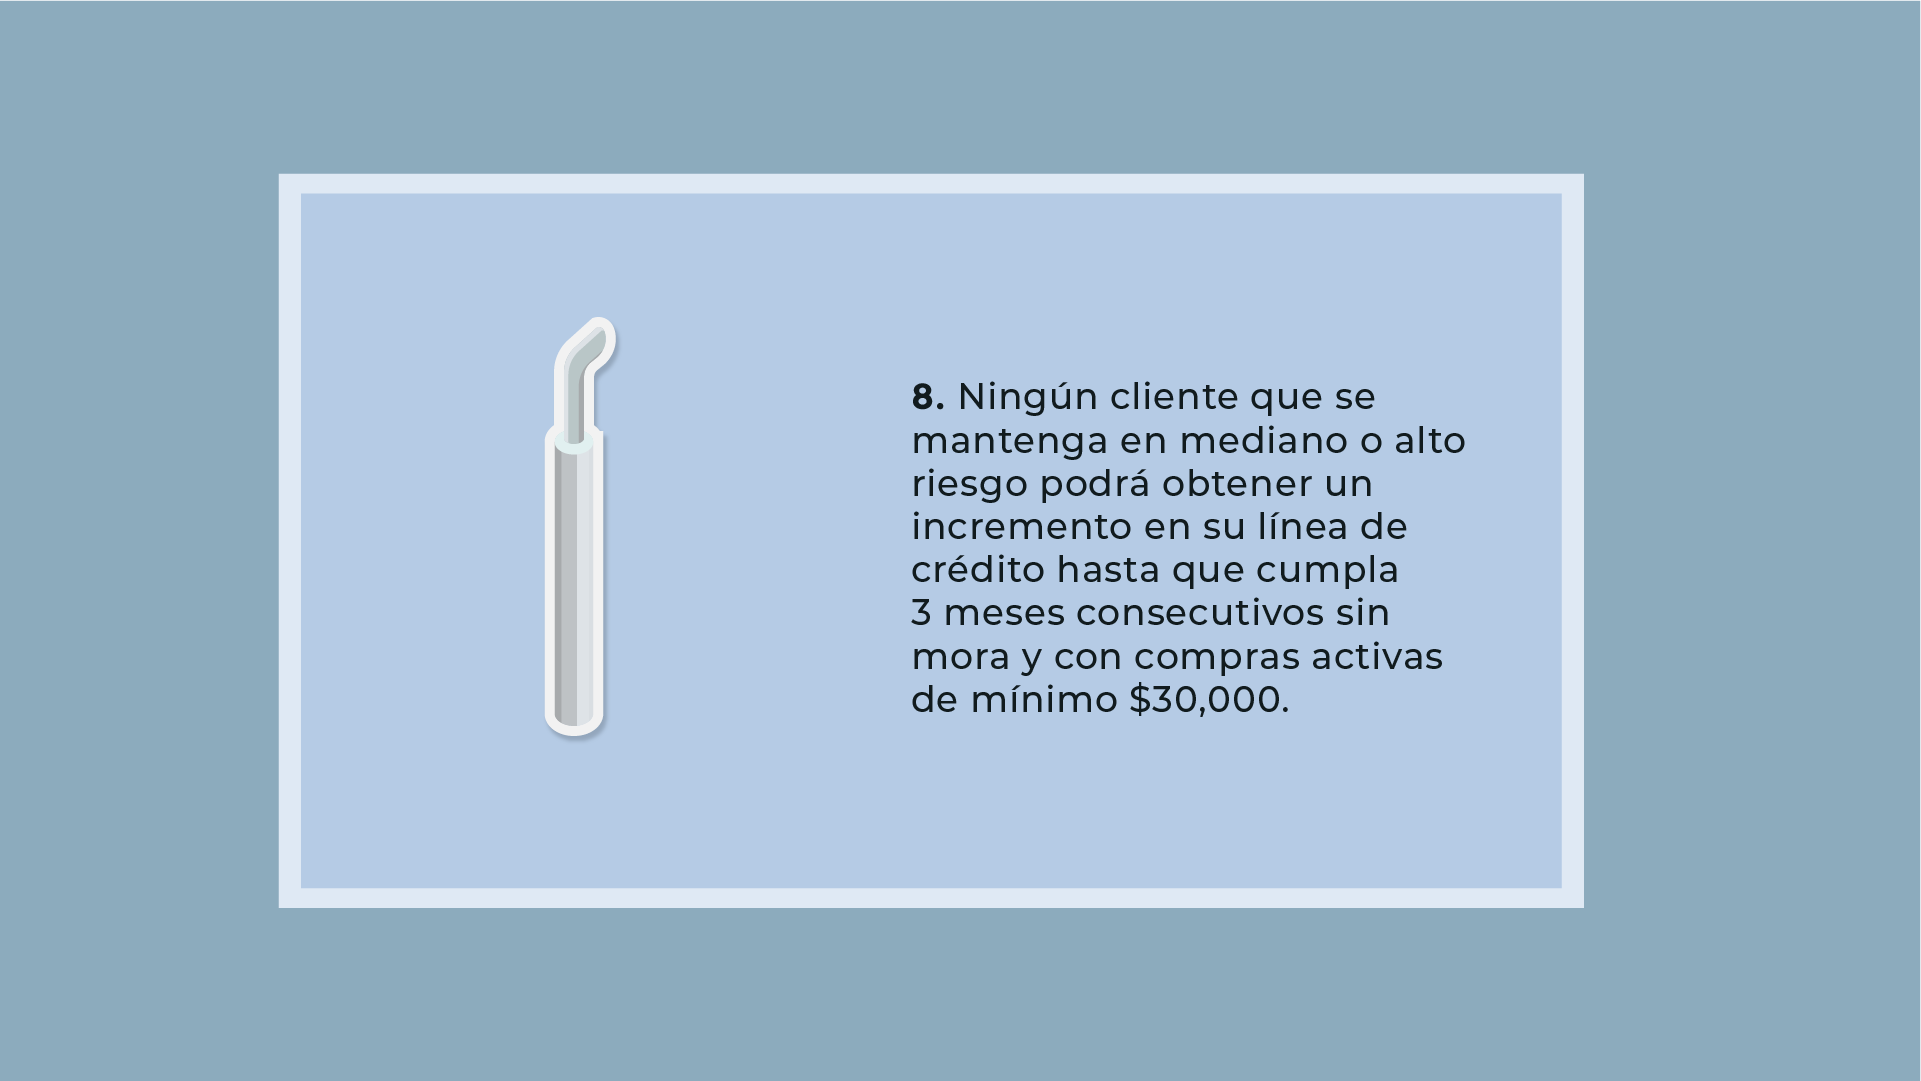 8. Ningún cliente que se
mantenga en mediano o alto
riesgo podrá obtener un
incremento en su línea de
crédito hasta que cumpla
3 meses consecutivos sin
mora y con compras activas
de mínimo $30,000.